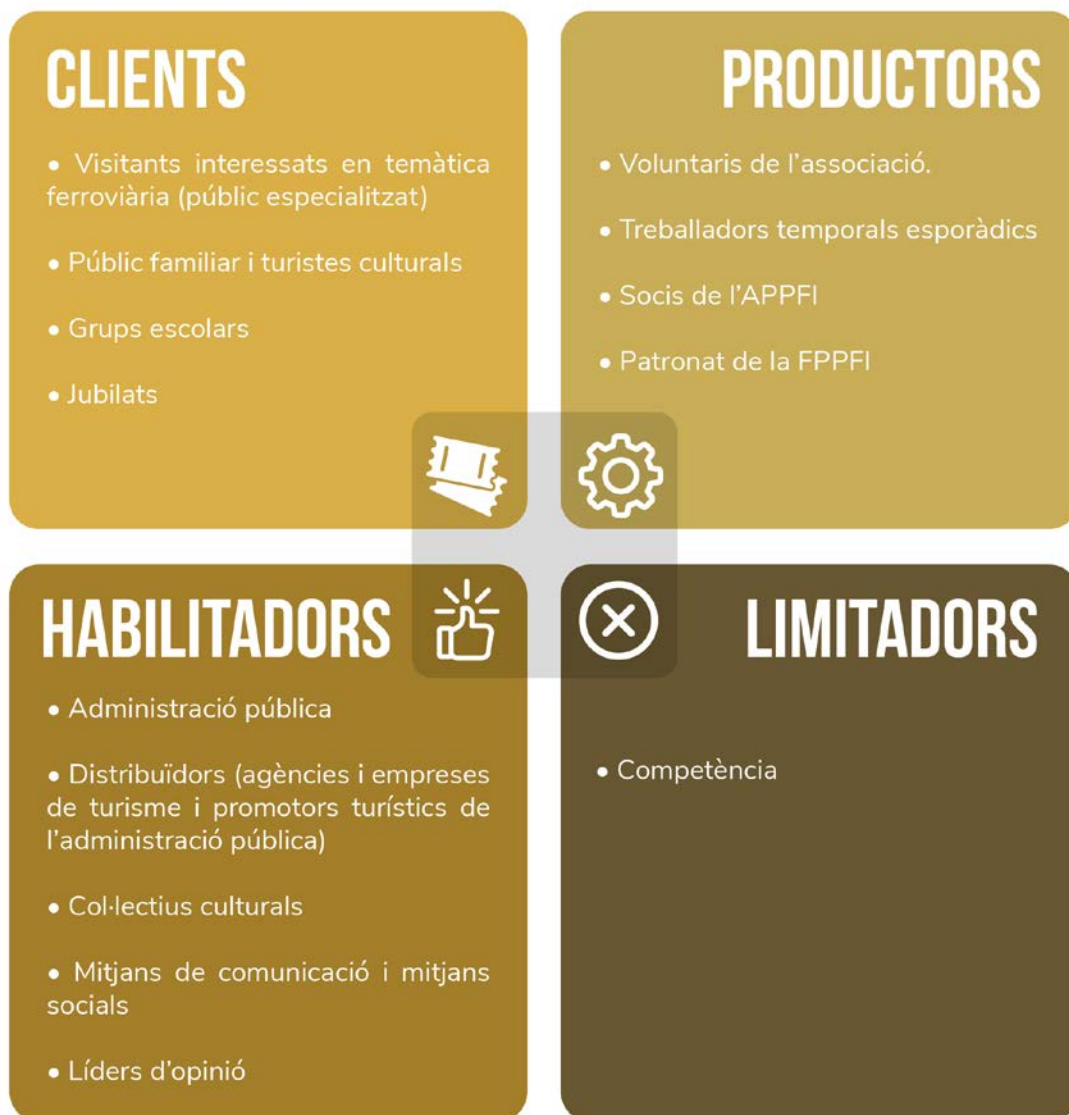 CLIENTS
• Visitants interessats en temàtica
ferroviària (públic especialitzat)
• Públic familiar i turistes culturals
• Grups escolars
• Jubilats
PRODUCTORS
• Voluntaris de l’associació.
• Treballadors temporals esporàdics
• Socis de l’APPFI
• Patronat de la FPPFI
HABILITADORS
• Administració pública
• Distribuïdors (agències i empreses
de turisme i promotors turístics de
l’administració pública)
• Col·lectius culturals
• Mitjans de comunicació i mitjans
socials
• Líders d’opinió
LIMITADORS
• Competència